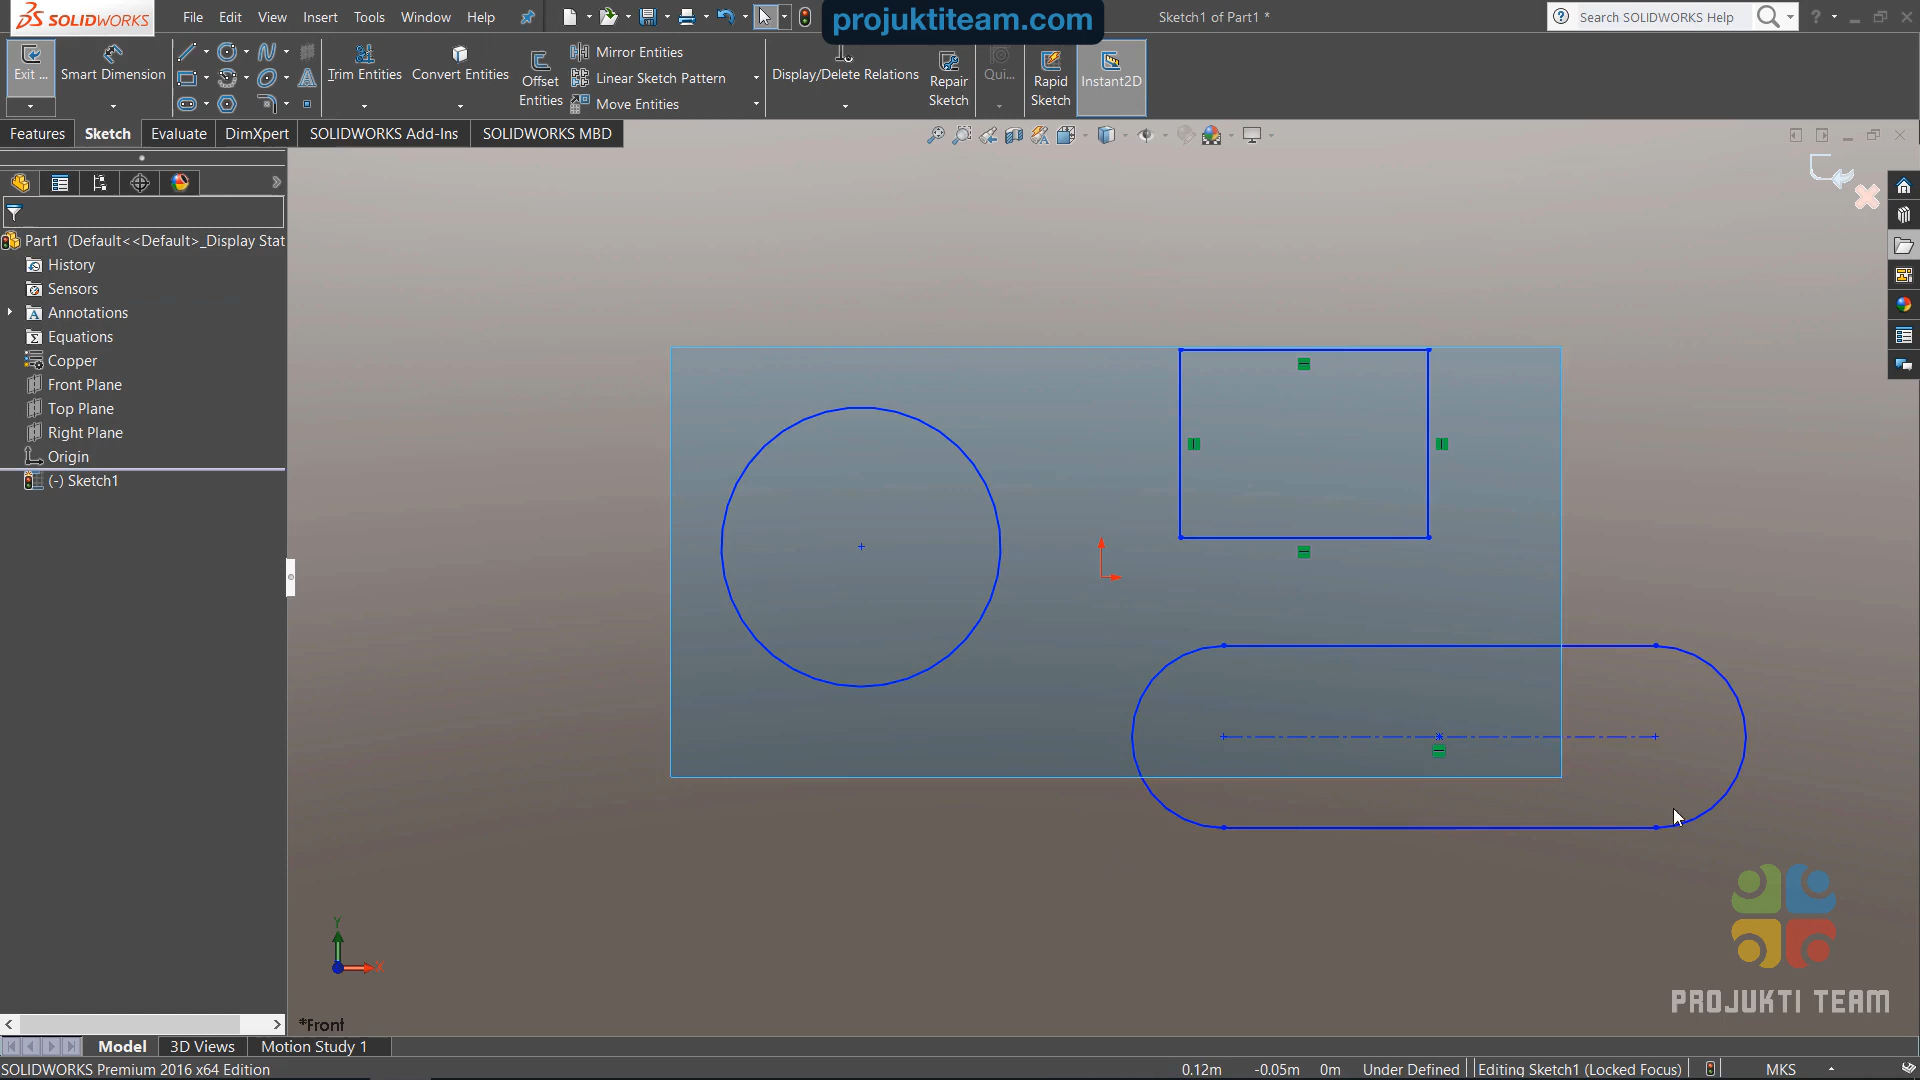 SOLIDWORKS
File Edit View Insert Tools Window Help
projuktiteam.com
Sketch1 of Part1 *
Search SOLIDWORKS Help
Exit ...
Smart Dimension
Trim Entities
Convert Entities
Offset Entities
Mirror Entities
Linear Sketch Pattern
Move Entities
Display/Delete Relations
Repair Sketch
Qui...
Rapid Sketch
Instant2D
Features Sketch Evaluate DimXpert SOLIDWORKS Add-Ins SOLIDWORKS MBD
Part1 (Default<<Default>_Display Stat
History
Sensors
Annotations
Equations
Copper
Front Plane
Top Plane
Right Plane
Origin
(-) Sketch1
Y
X
*Front
PROJUKTI TEAM
Model 3D Views Motion Study 1
SOLIDWORKS Premium 2016 x64 Edition
0.12m -0.05m 0m Under Defined Editing Sketch1 (Locked Focus) MKS